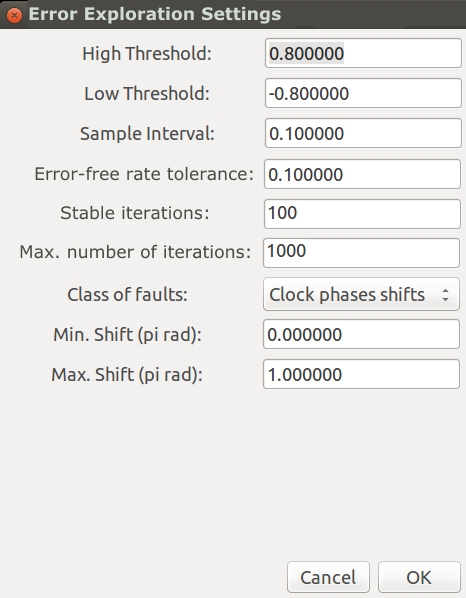 Error Exploration Settings
High Threshold: 0.800000
Low Threshold: -0.800000
Sample Interval: 0.100000
Error-free rate tolerance: 0.100000
Stable iterations: 100
Max. number of iterations: 1000
Class of faults: Clock phases shifts
Min. Shift (pi rad): 0.000000
Max. Shift (pi rad): 1.000000
Cancel OK